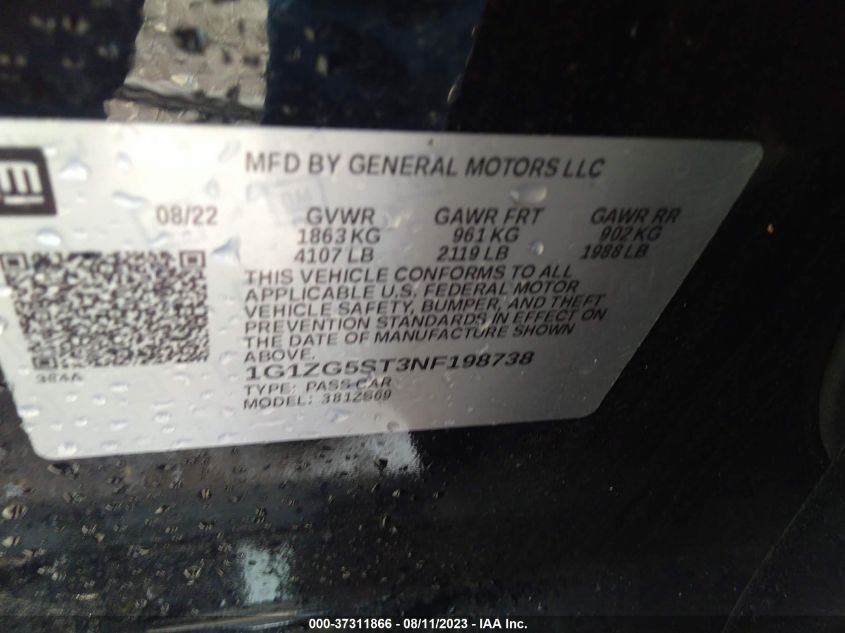 GM
MFD BY GENERAL MOTORS LLC
08/22 GVWR GAWR FRT GAWR RR
1863 KG 961 KG 902 KG
4107 LB 2119 LB 1988 LB
THIS VEHICLE CONFORMS TO ALL
APPLICABLE U.S. FEDERAL MOTOR
VEHICLE SAFETY, BUMPER, AND THEFT
PREVENTION STANDARDS IN EFFECT ON
THE DATE OF MANUFACTURE SHOWN
ABOVE.
1G1ZG5ST3NF198738
TYPE: PASS CAR
MODEL: 381ZS69
000-37311866 - 08/11/2023 - IAA Inc.